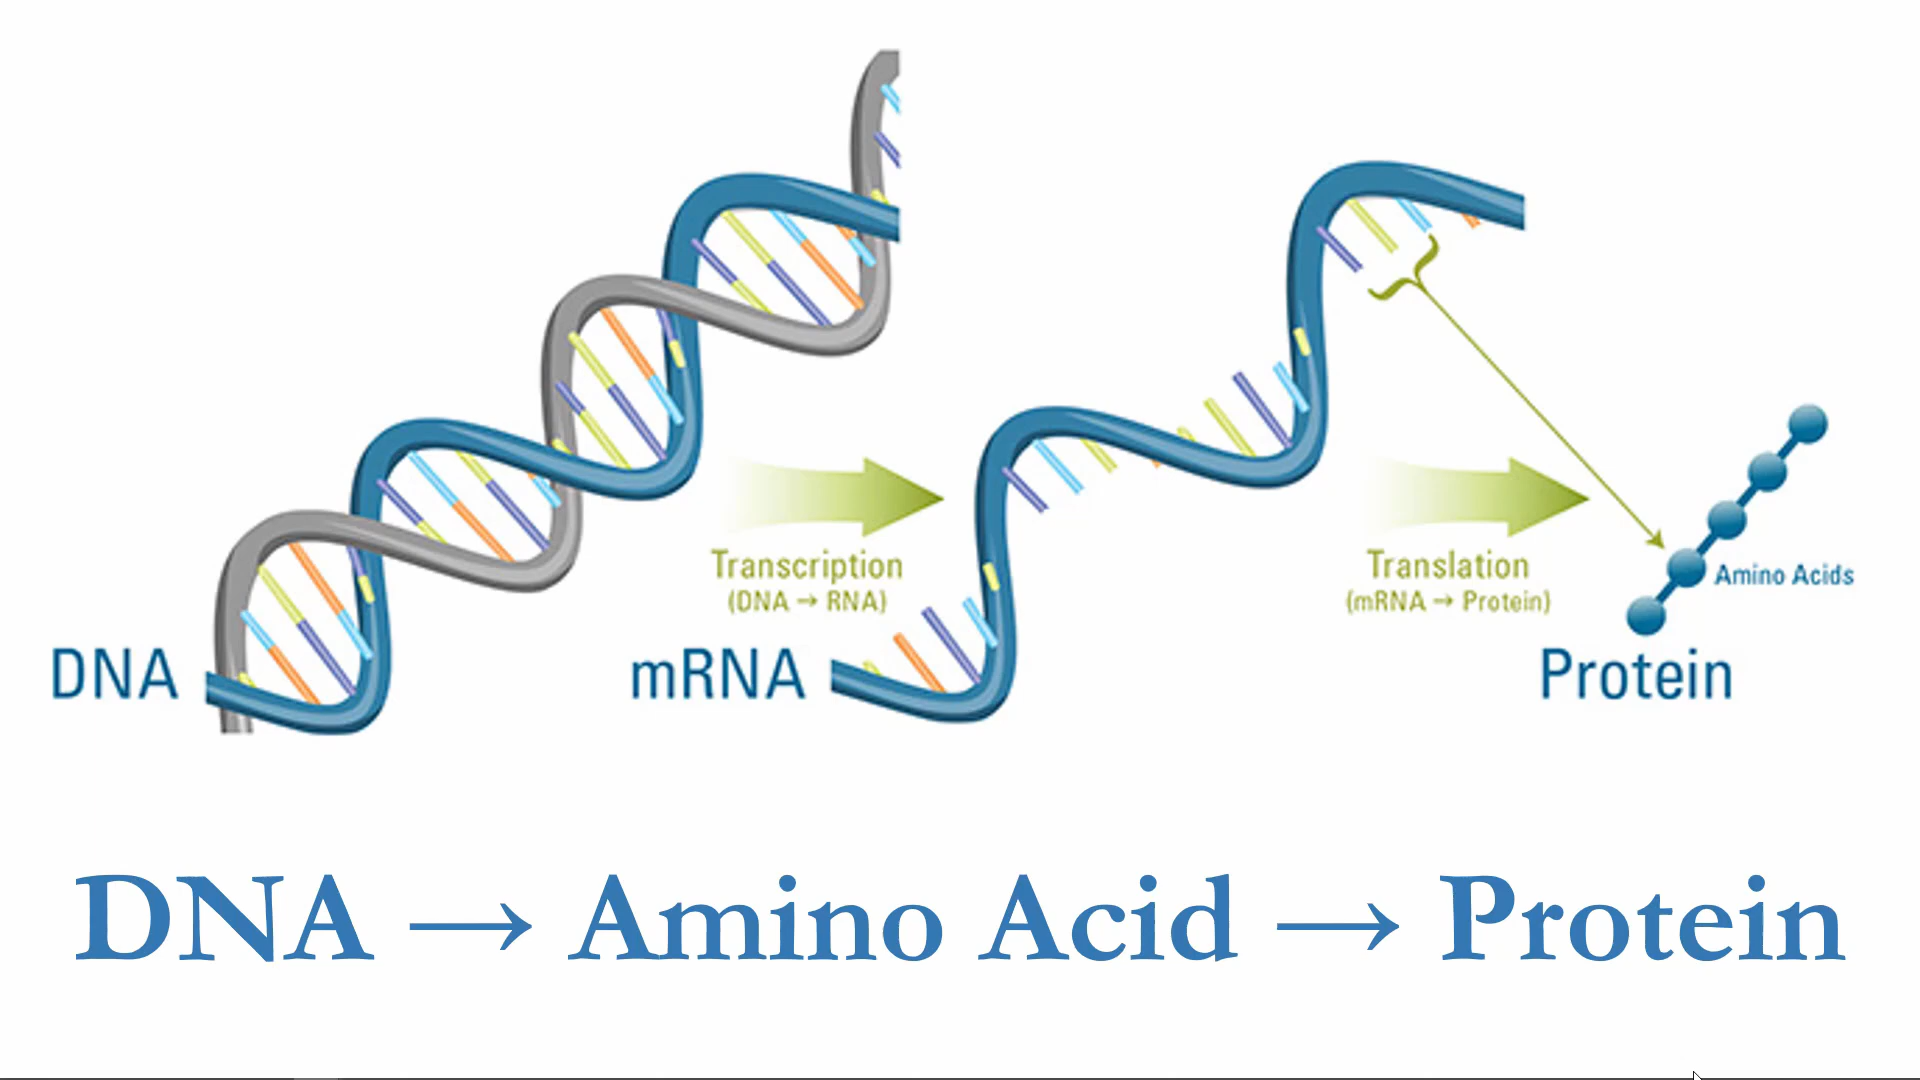 Transcription
(DNA → RNA)
Translation
(mRNA → Protein)
Amino Acids
DNA
mRNA
Protein
DNA → Amino Acid → Protein